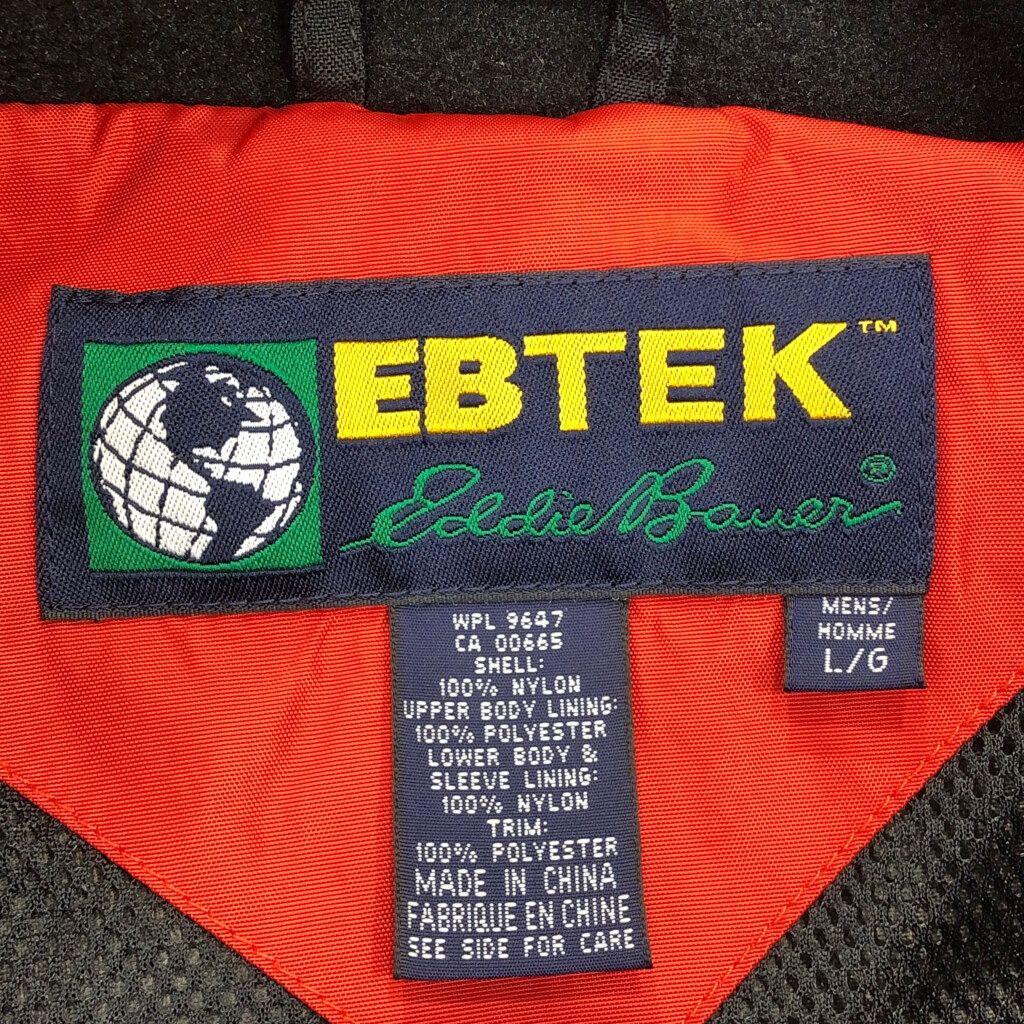 EBTEK™
Eddie Bauer®
WPL 9647
CA 00665
SHELL:
100% NYLON
UPPER BODY LINING:
100% POLYESTER
LOWER BODY &
SLEEVE LINING:
100% NYLON
TRIM:
100% POLYESTER
MADE IN CHINA
FABRIQUE EN CHINE
SEE SIDE FOR CARE
MENS/
HOMME
L/G